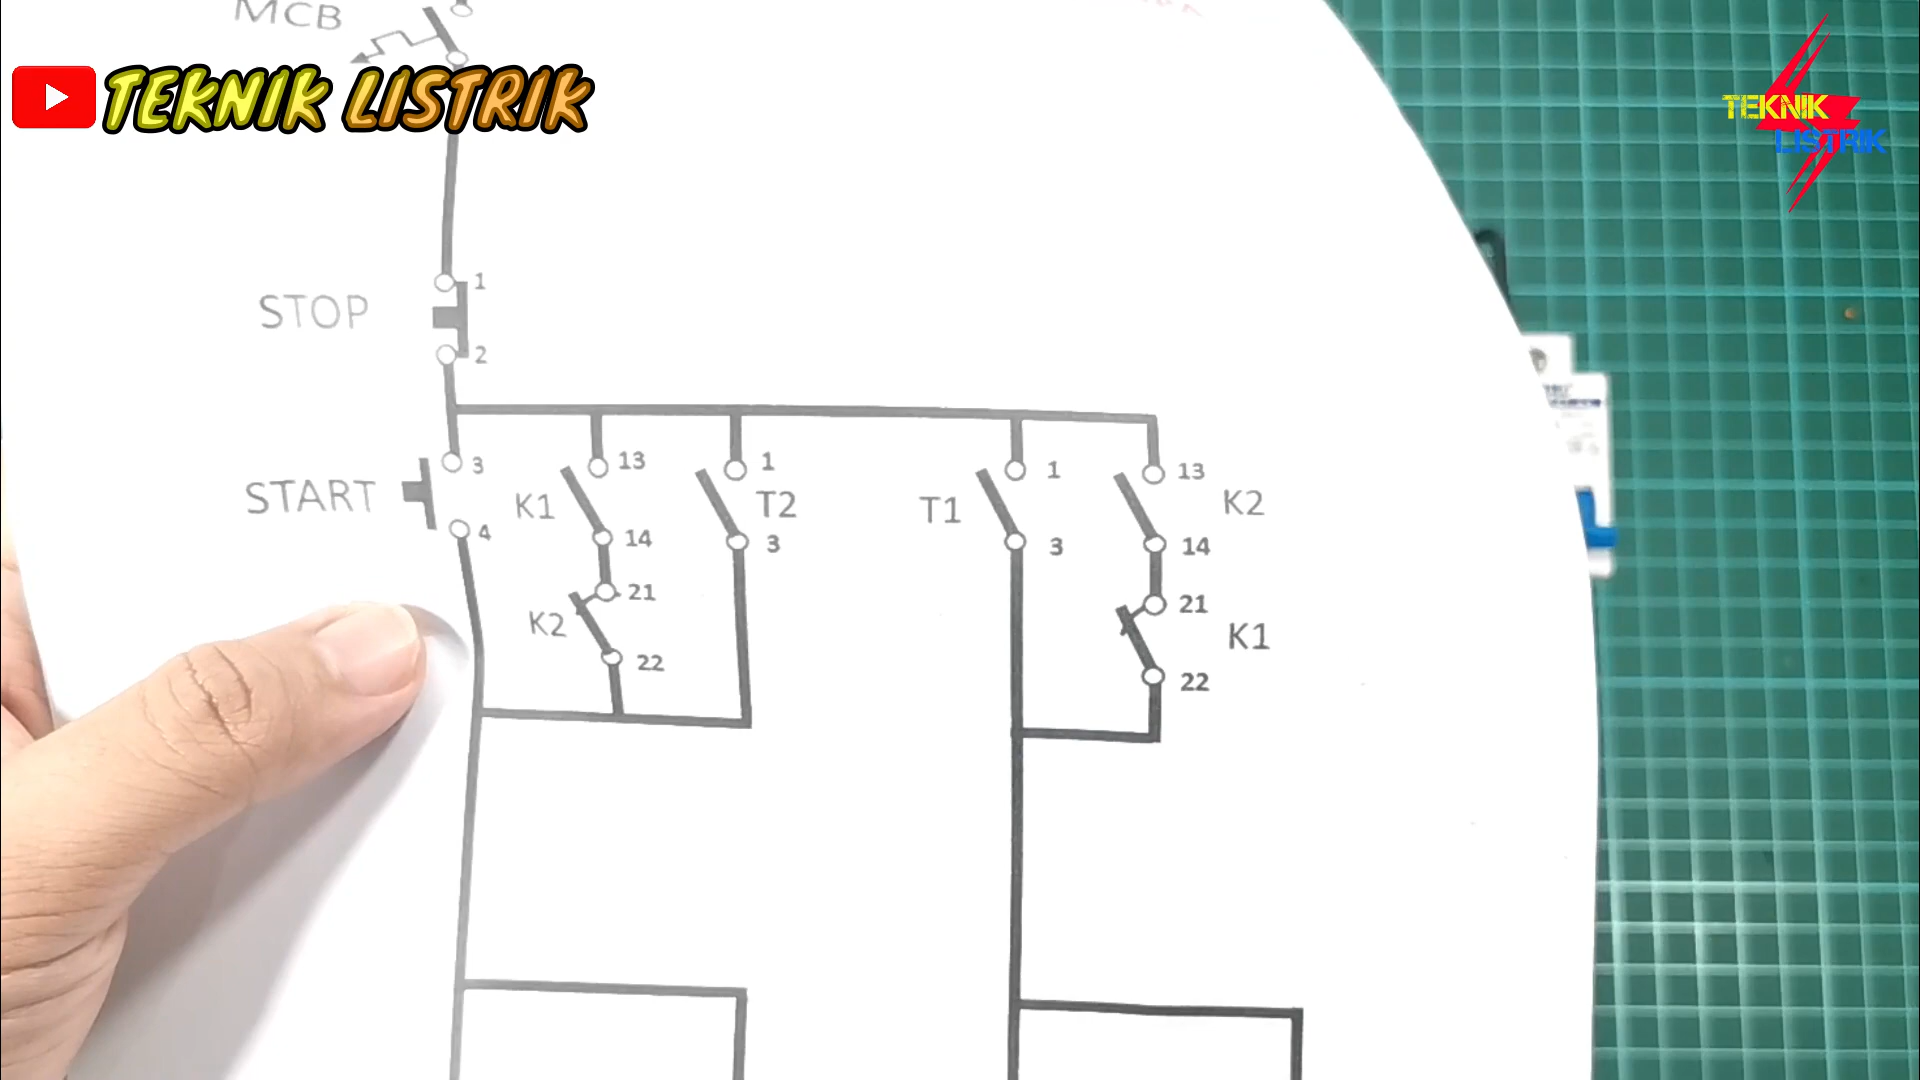 MCB
TEKNIK LISTRIK
TEKNIK
LISTRIK
1
STOP
2
3
START
4
13
K1
14
21
K2
22
1
T2
3
1
T1
3
13
K2
14
21
K1
22